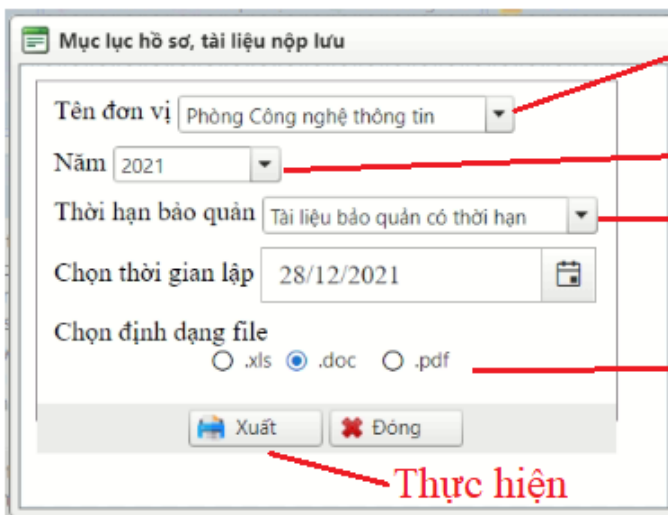 Mục lục hồ sơ, tài liệu nộp lưu
Tên đơn vị Phòng Công nghệ thông tin
Năm 2021
Thời hạn bảo quản Tài liệu bảo quản có thời hạn
Chọn thời gian lập 28/12/2021
Chọn định dạng file
.xls .doc .pdf
Xuất Đóng
Thực hiện